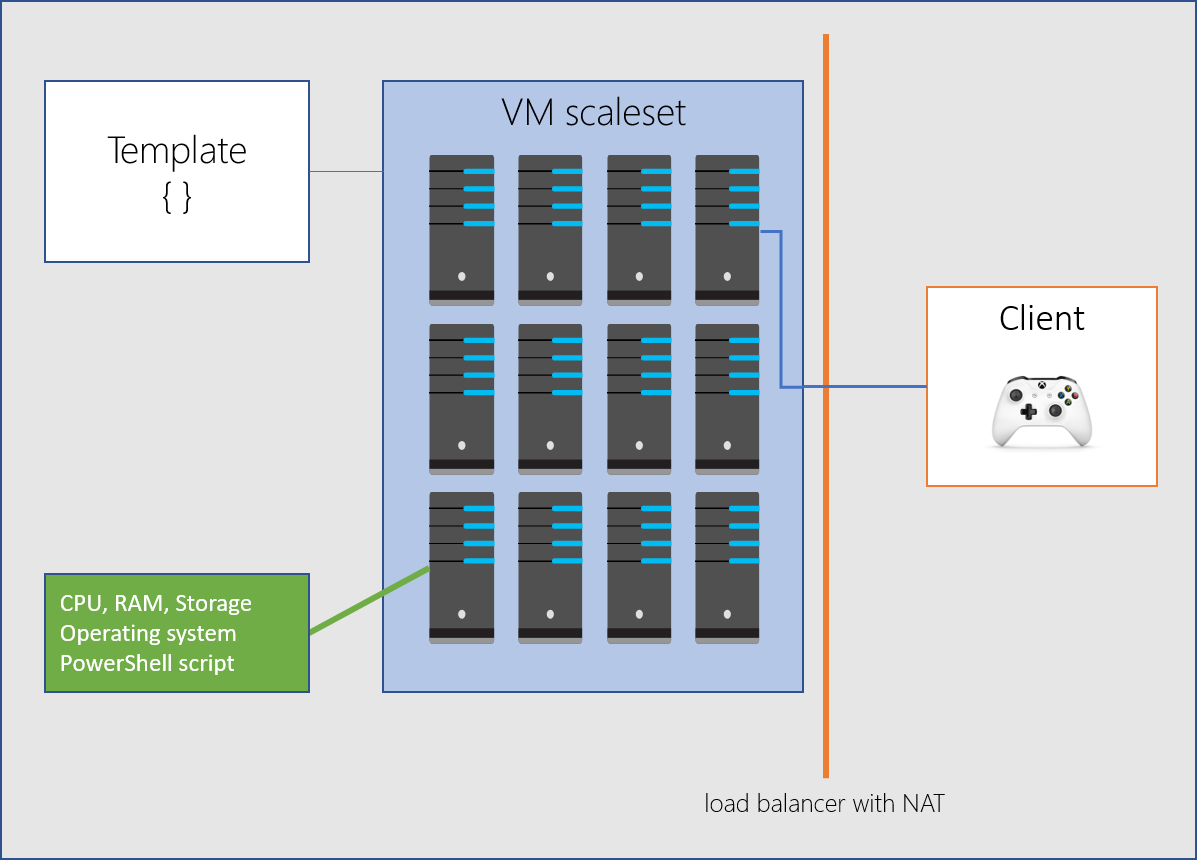 Template
{ }
VM scaleset
Client
CPU, RAM, Storage
Operating system
PowerShell script
load balancer with NAT